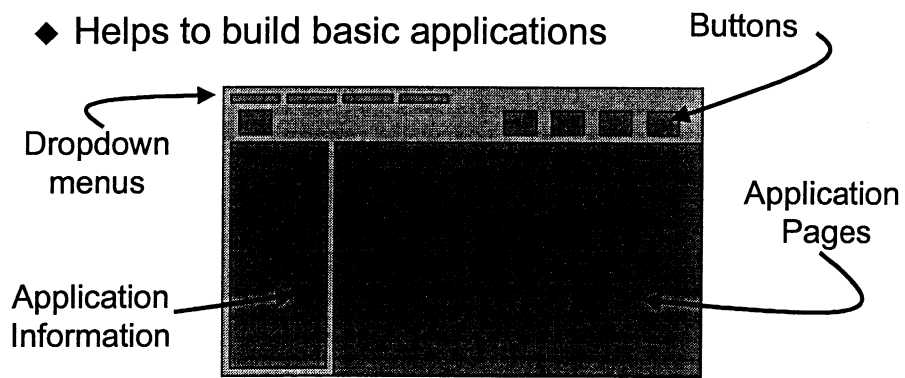 ◆ Helps to build basic applications
Buttons
Dropdown
menus
Application
Pages
Application
Information